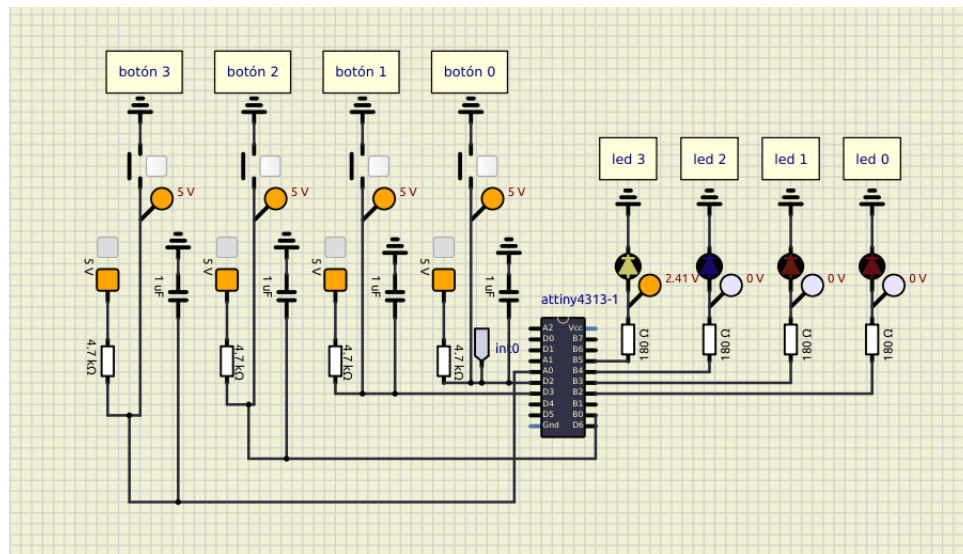 botón 3
botón 2
botón 1
botón 0
led 3
led 2
led 1
led 0
5 V
5 V
5 V
5 V
5 V
5 V
5 V
5 V
1 uF
1 uF
1 uF
1 uF
2.41 V
0 V
0 V
0 V
attiny4313-1
4.7 kΩ
4.7 kΩ
4.7 kΩ
4.7 kΩ
int0
180 Ω
180 Ω
180 Ω
180 Ω
A2 Vcc
D0 B7
D1 B6
A1 B5
A0 B4
D2 B3
D3 B2
D4 B1
D5 B0
Gnd D6